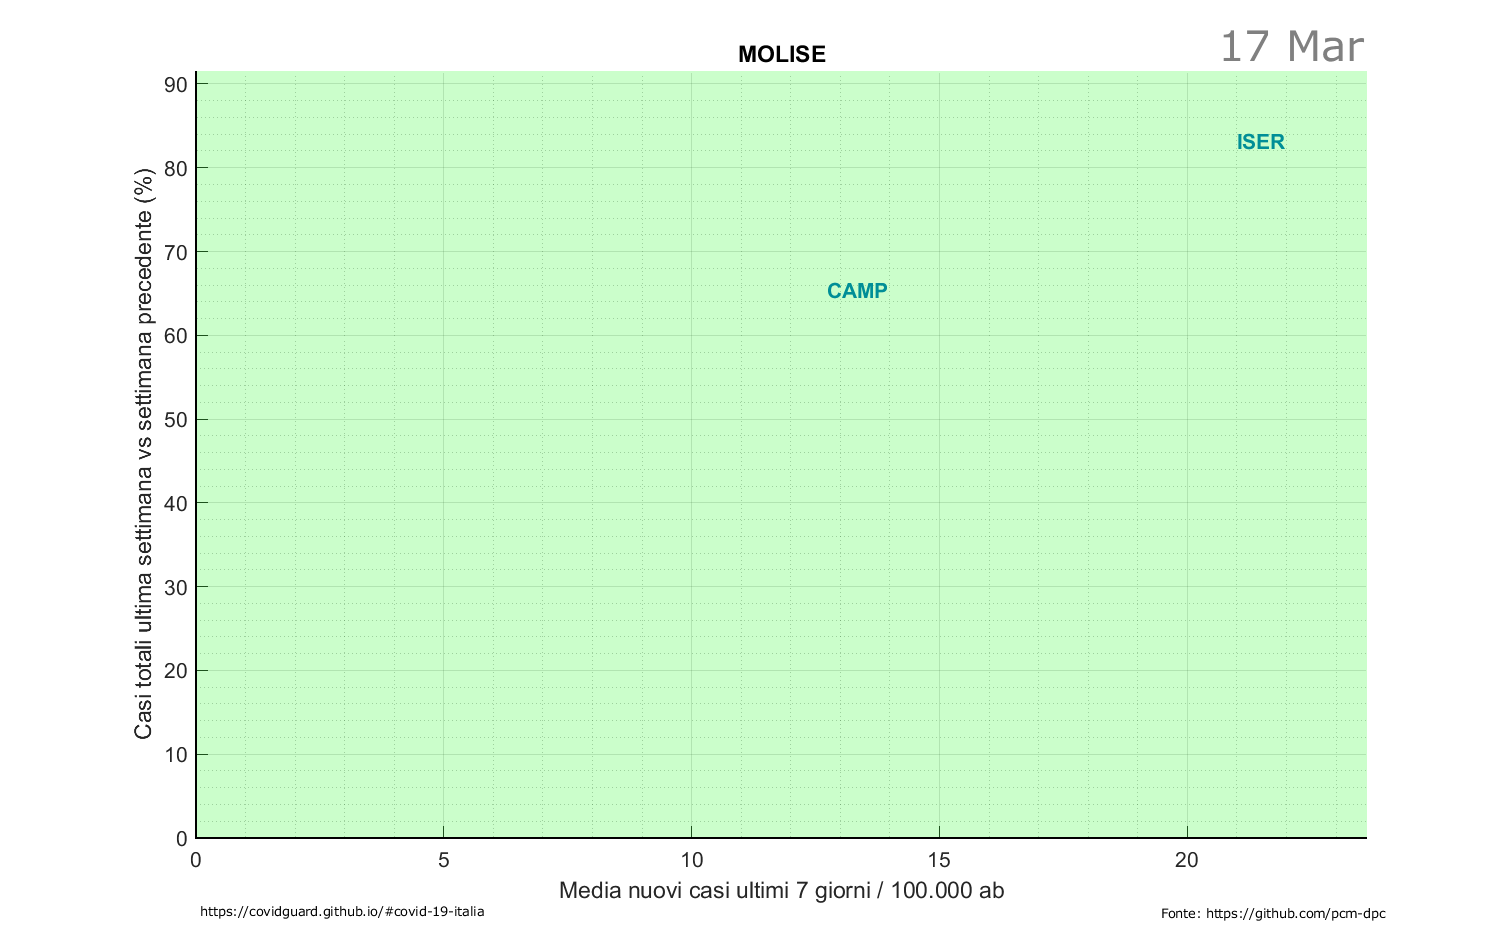 MOLISE
17 Mar
90
80
70
60
50
40
30
20
10
0
Casi totali ultima settimana vs settimana precedente (%)
ISER
CAMP
0
5
10
15
20
Media nuovi casi ultimi 7 giorni / 100.000 ab
https://covidguard.github.io/#covid-19-italia
Fonte: https://github.com/pcm-dpc